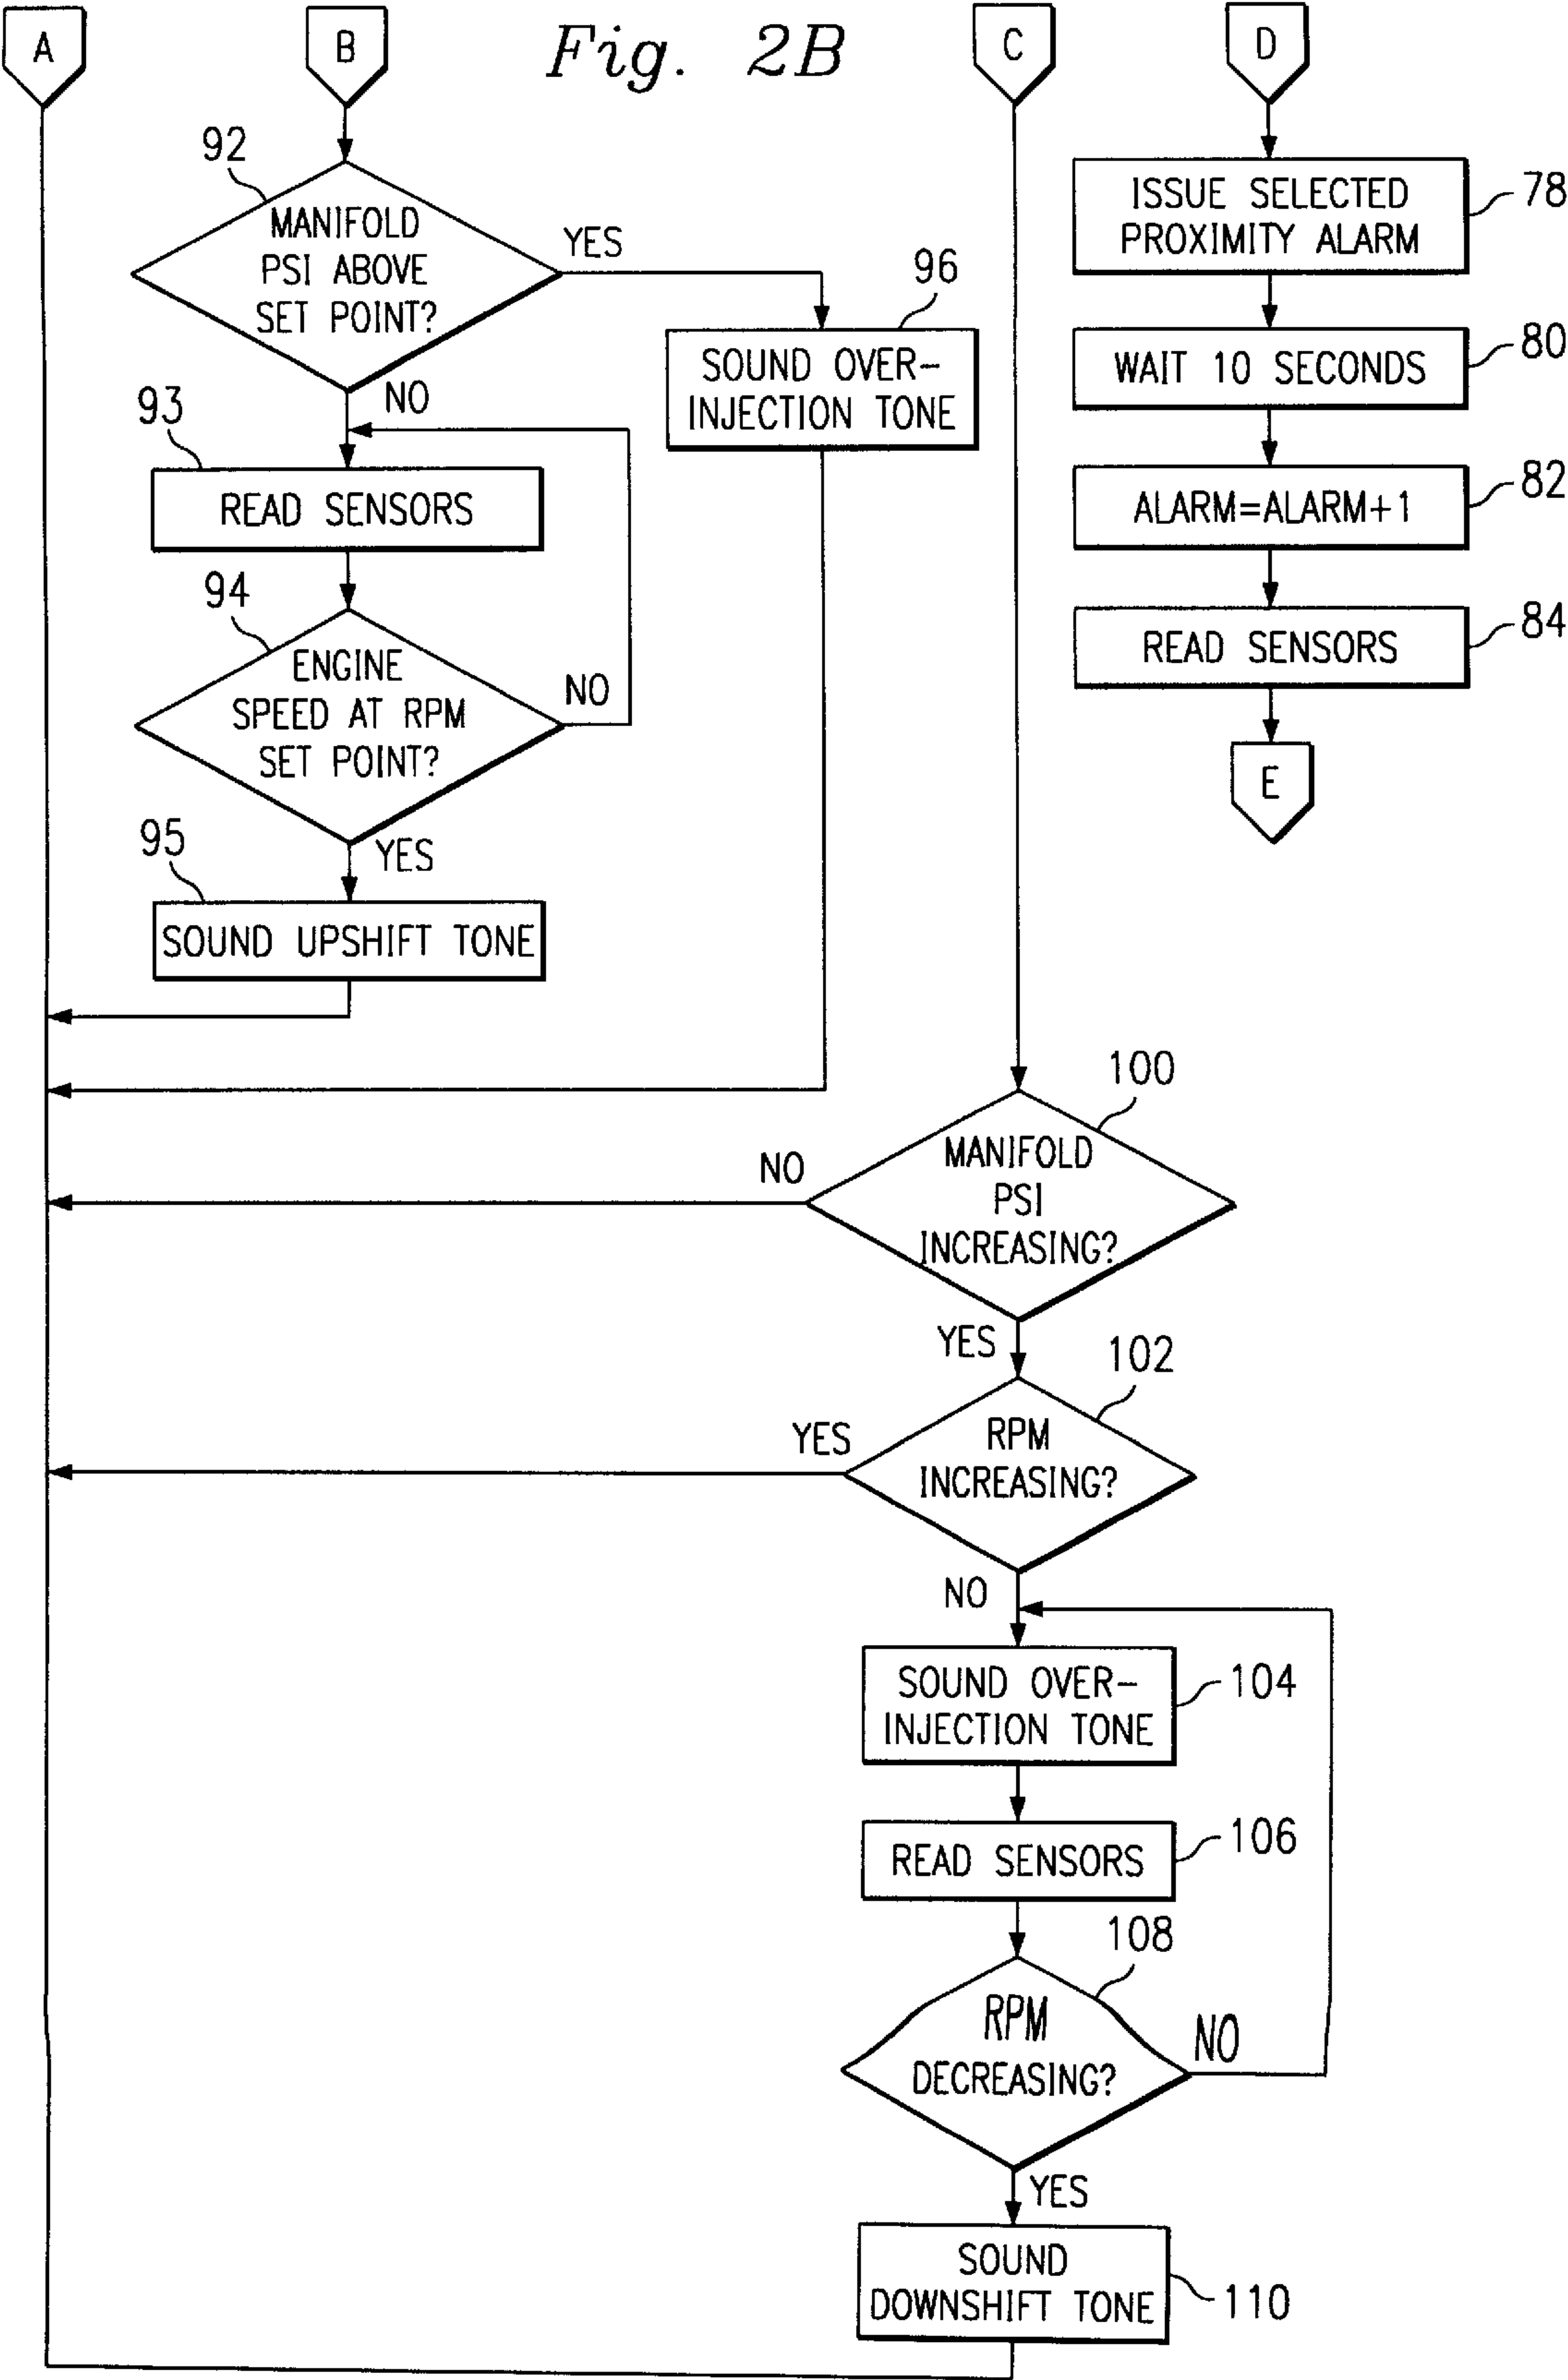 A
B
Fig. 2B
C
D
92
MANIFOLD
PSI ABOVE
SET POINT?
YES
NO
96
SOUND OVER-
INJECTION TONE
93
READ SENSORS
94
ENGINE
SPEED AT RPM
SET POINT?
NO
YES
95
SOUND UPSHIFT TONE
ISSUE SELECTED
PROXIMITY ALARM
78
WAIT 10 SECONDS
80
ALARM=ALARM+1
82
READ SENSORS
84
E
100
MANIFOLD
PSI
INCREASING?
NO
YES
102
RPM
INCREASING?
YES
NO
SOUND OVER-
INJECTION TONE
104
READ SENSORS
106
108
RPM
DECREASING?
NO
YES
SOUND
DOWNSHIFT TONE
110